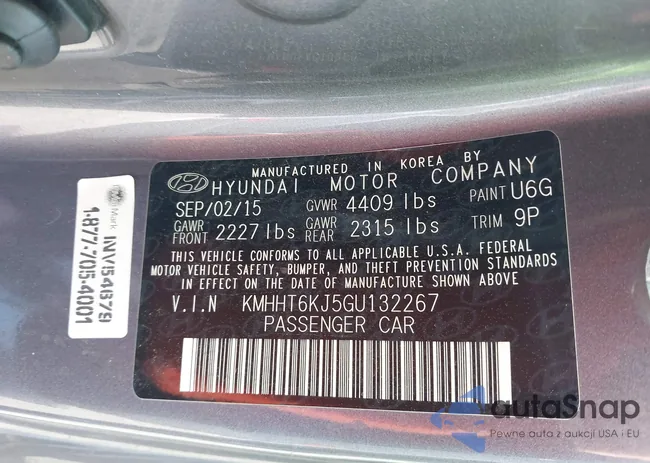 MANUFACTURED IN KOREA BY
HYUNDAI MOTOR COMPANY
SEP/02/15 GVWR 4409 lbs PAINT U6G
GAWR FRONT 2227 lbs GAWR REAR 2315 lbs TRIM 9P
THIS VEHICLE CONFORMS TO ALL APPLICABLE U.S.A. FEDERAL
MOTOR VEHICLE SAFETY, BUMPER, AND THEFT PREVENTION STANDARDS
IN EFFECT ON THE DATE OF MANUFACTURE SHOWN ABOVE
V.I.N KMHHT6KJ5GU132267
PASSENGER CAR
Mark INV54679
1-877-705-4001
autaSnap
Pewne auta z aukcji USA i EU